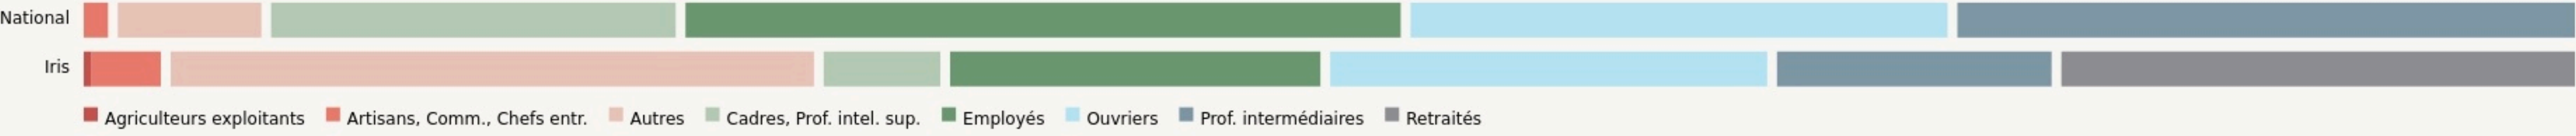 National
Iris
Agriculteurs exploitants Artisans, Comm., Chefs entr. Autres Cadres, Prof. intel. sup. Employés Ouvriers Prof. intermédiaires Retraités